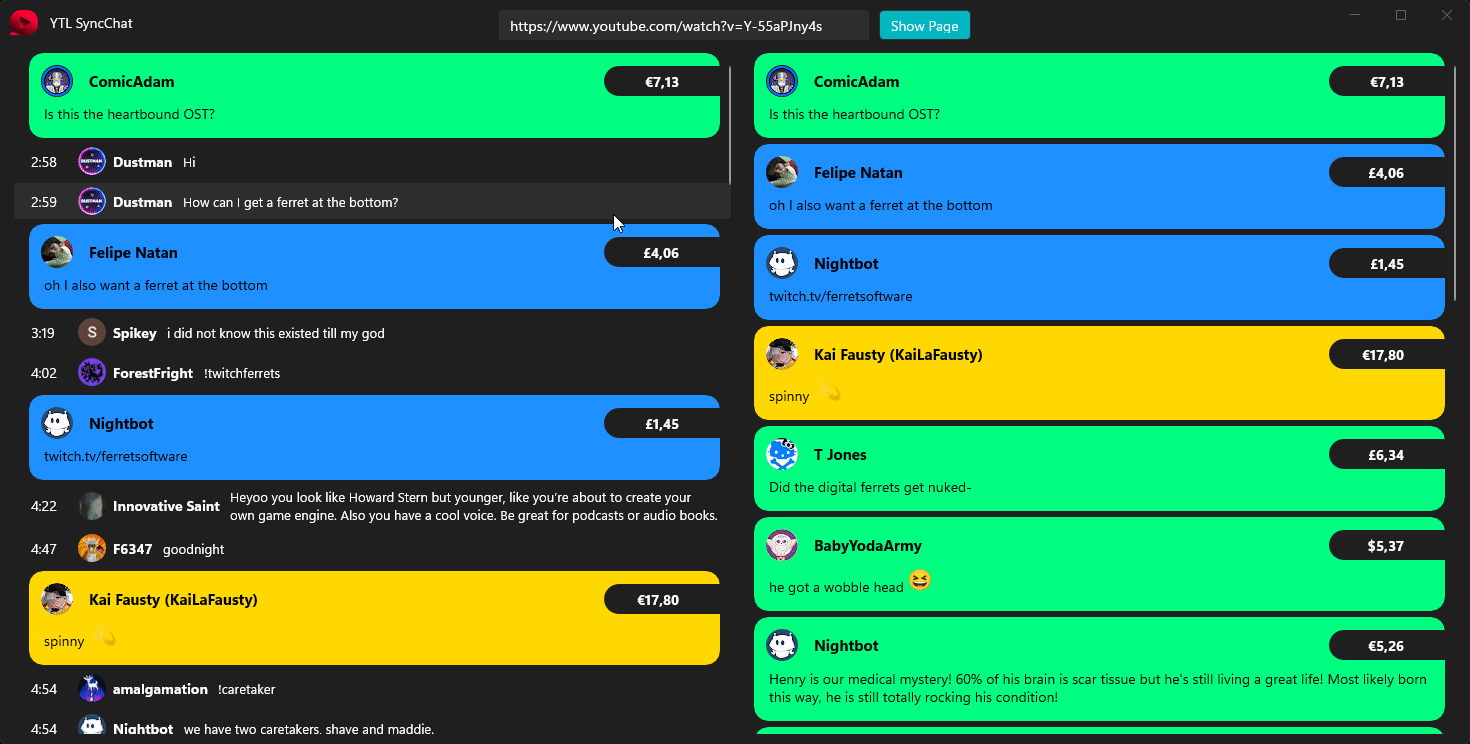 YTL SyncChat
https://www.youtube.com/watch?v=Y-55aPJny4s
Show Page
ComicAdam
€7,13
Is this the heartbound OST?
2:58 DUSTMAN Dustman Hi
2:59 DUSTMAN Dustman How can I get a ferret at the bottom?
Felipe Natan
£4,06
oh I also want a ferret at the bottom
3:19 S Spikey i did not know this existed till my god
4:02 ForestFright !twitchferrets
Nightbot
£1,45
twitch.tv/ferretsoftware
4:22 Innovative Saint Heyoo you look like Howard Stern but younger, like you're about to create your
own game engine. Also you have a cool voice. Be great for podcasts or audio books.
4:47 F6347 goodnight
Kai Fausty (KaiLaFausty)
€17,80
spinny
4:54 amalgamation !caretaker
4:54 Nightbot we have two caretakers, shave and maddie.
ComicAdam
€7,13
Is this the heartbound OST?
Felipe Natan
£4,06
oh I also want a ferret at the bottom
Nightbot
£1,45
twitch.tv/ferretsoftware
Kai Fausty (KaiLaFausty)
€17,80
spinny
T Jones
£6,34
Did the digital ferrets get nuked-
BabyYodaArmy
$5,37
he got a wobble head
Nightbot
€5,26
Henry is our medical mystery! 60% of his brain is scar tissue but he's still living a great life! Most likely born
this way, he is still totally rocking his condition!